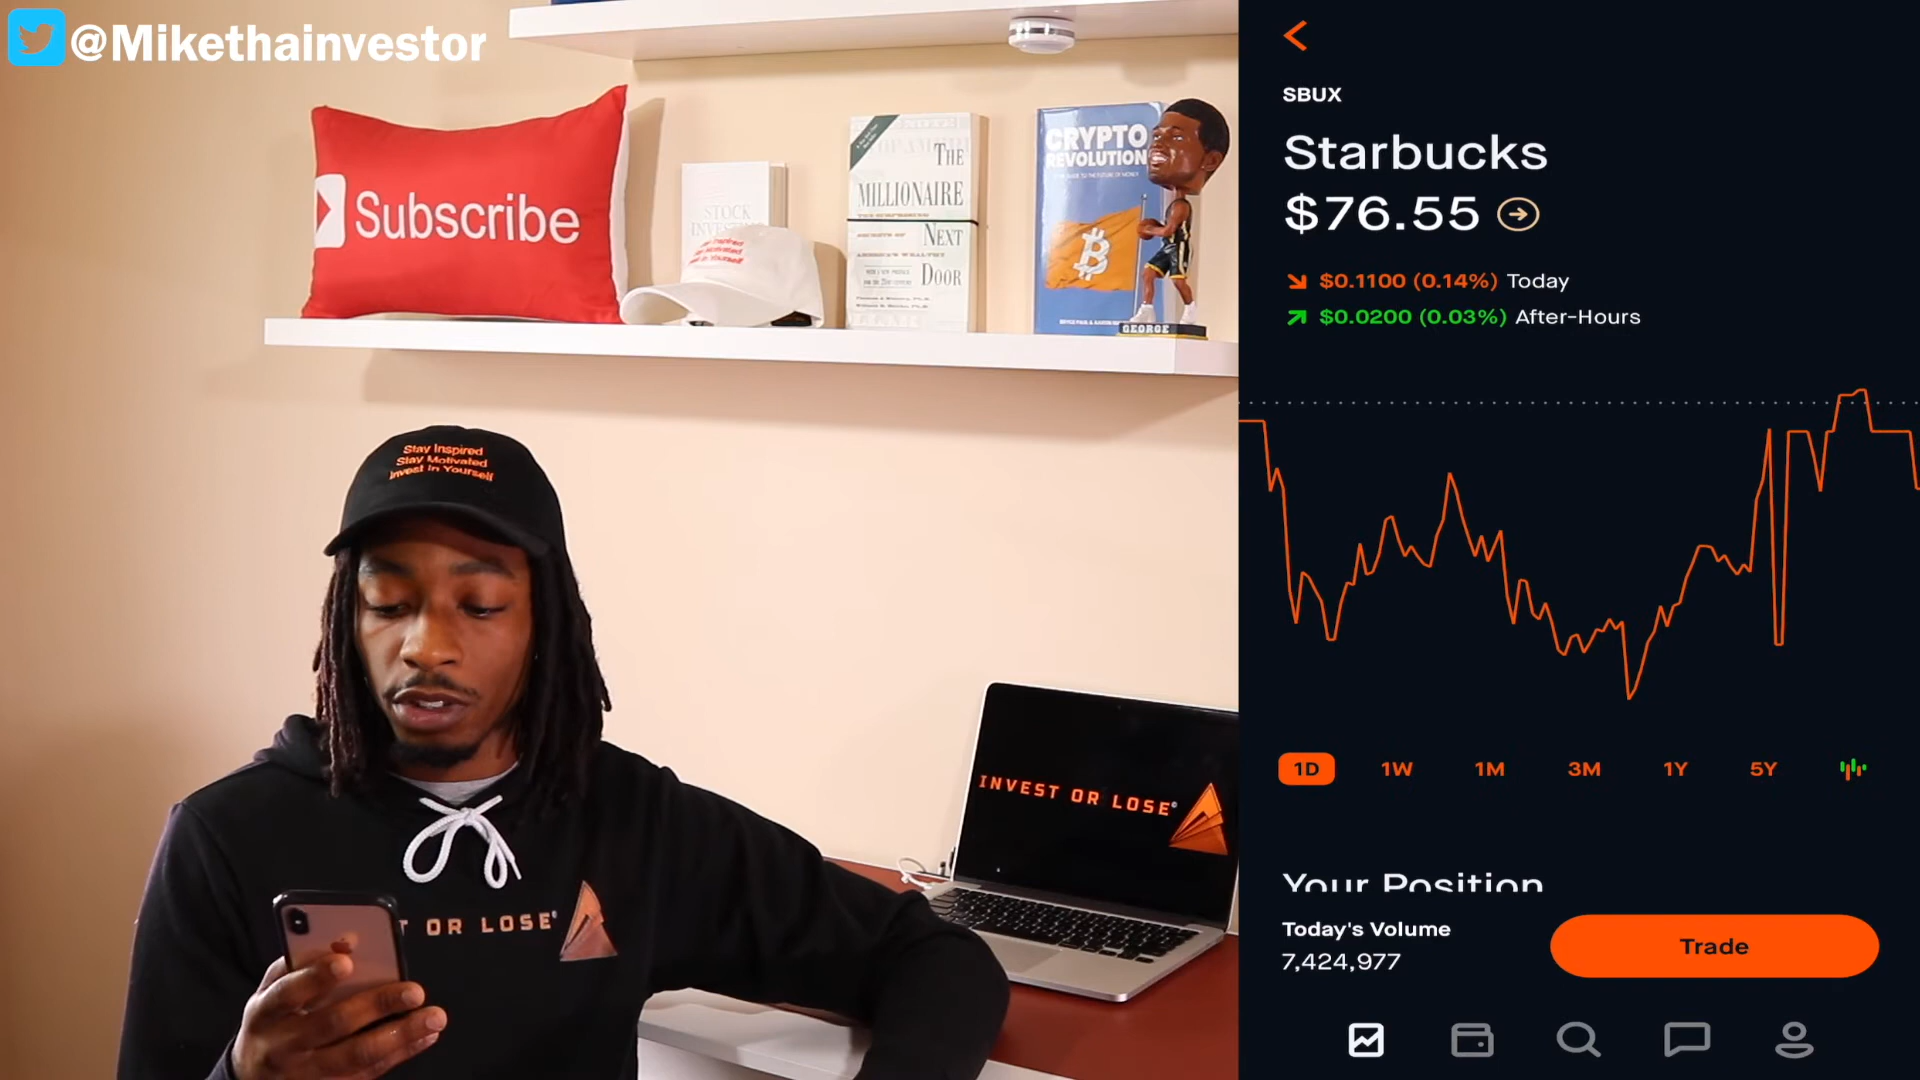 @Mikethainvestor
Subscribe
STOCK
THE
MILLIONAIRE
NEXT
DOOR
CRYPTO
REVOLUTION
GEORGE
Stay Inspired
Stay Motivated
Invest In Yourself
INVEST OR LOSE
OR LOSE
SBUX
Starbucks
$76.55
$0.1100 (0.14%) Today
$0.0200 (0.03%) After-Hours
1D 1W 1M 3M 1Y 5Y
Your Position
Today's Volume
7,424,977
Trade